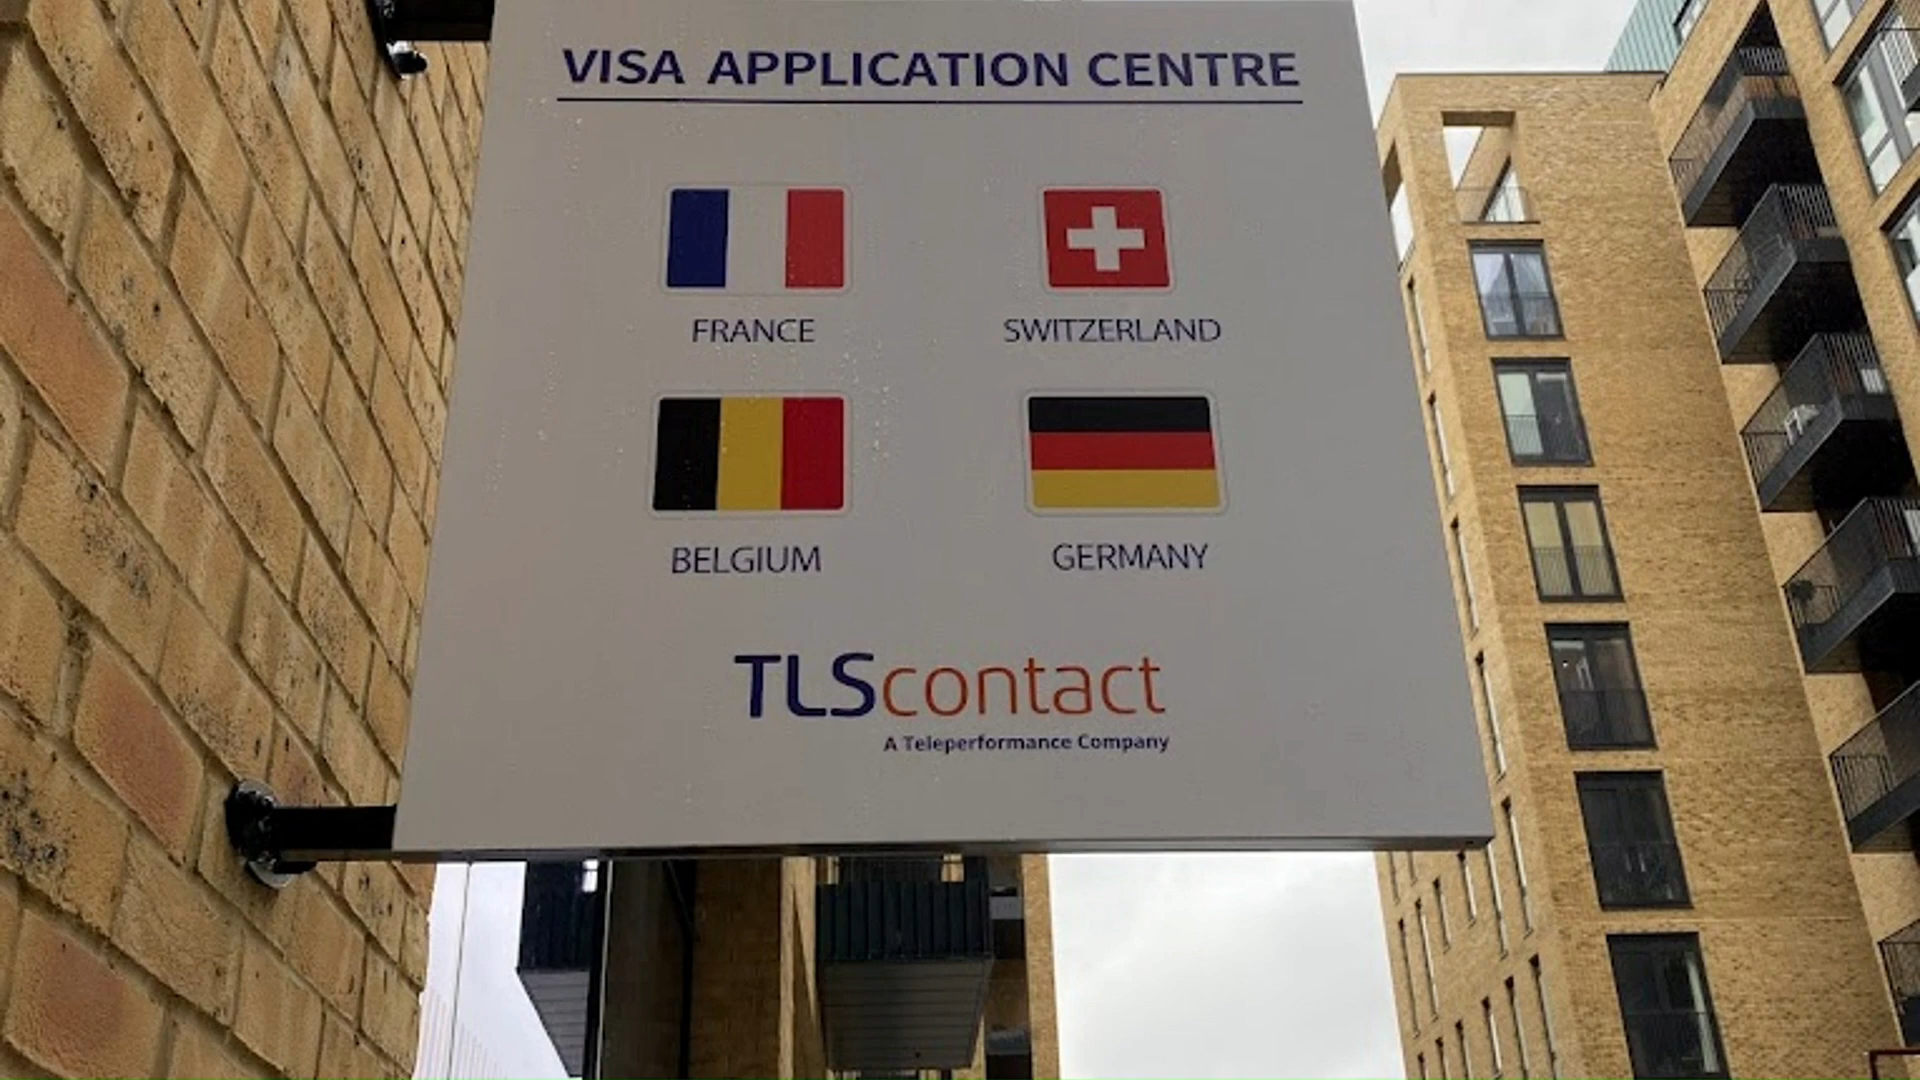 VISA APPLICATION CENTRE
FRANCE
SWITZERLAND
BELGIUM
GERMANY
TLScontact
A Teleperformance Company